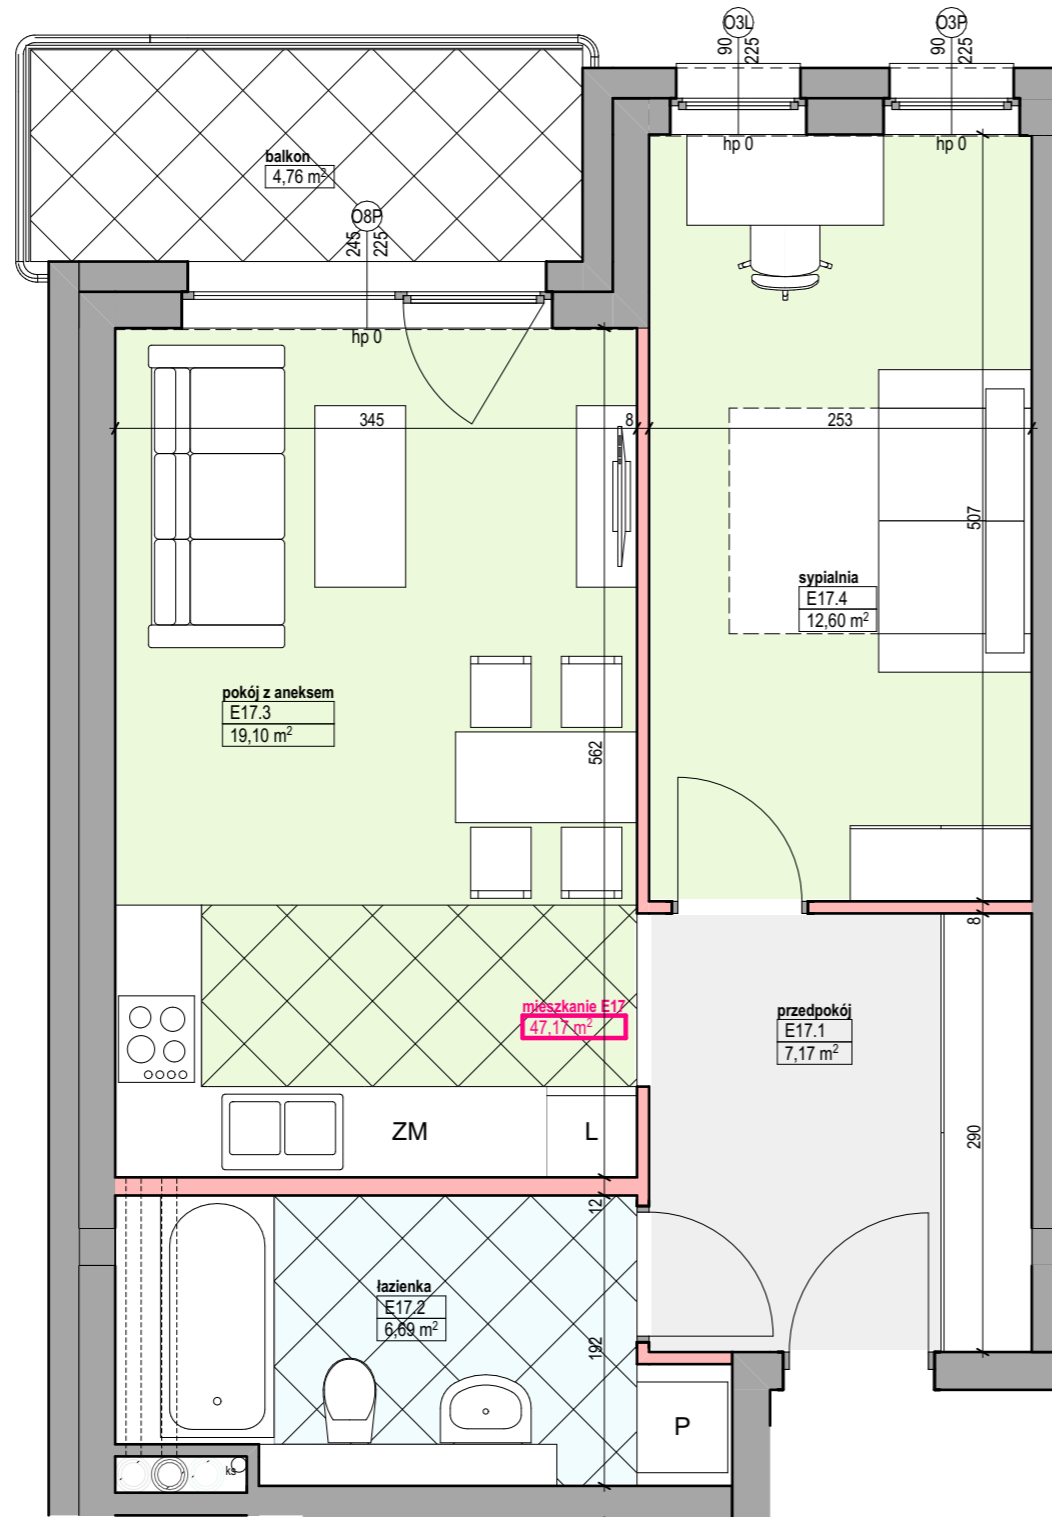 O3L
90
225
O3P
90
225
hp 0
hp 0
balkon
4,76 m²
O8P
245
225
hp 0
345
8
253
507
sypialnia
E17.4
12,60 m²
pokój z aneksem
E17.3
19,10 m²
562
mieszkanie E17
47,17 m²
8
przedpokój
E17.1
7,17 m²
ZM
L
290
12
łazienka
E17.2
6,69 m²
192
P
ks